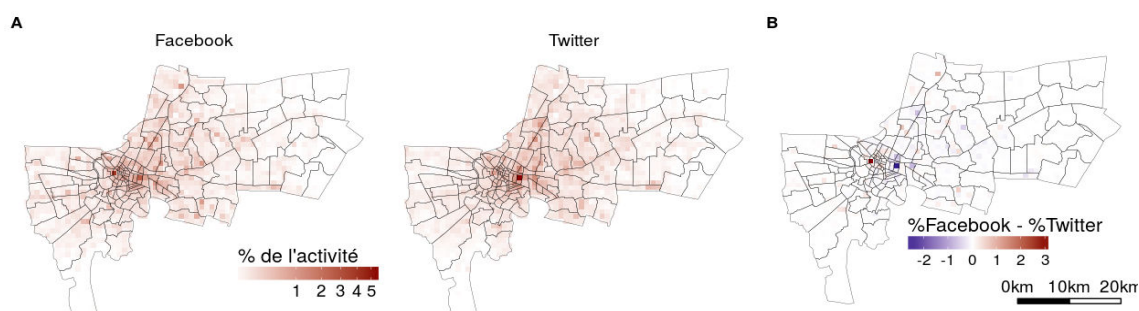 A
Facebook
Twitter
B
% de l'activité
1 2 3 4 5
%Facebook - %Twitter
-2 -1 0 1 2 3
0km 10km 20km